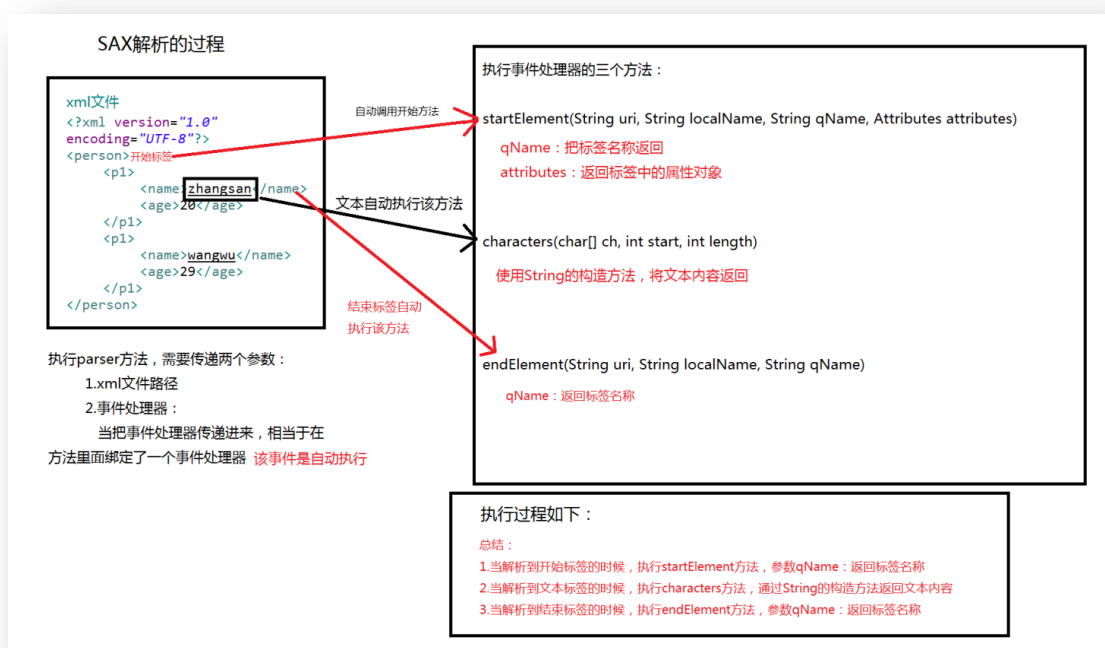 SAX解析的过程
xml文件
<?xml version="1.0"
encoding="UTF-8"?>
<person>开始标签
<p1>
<name>zhangsan</name>
<age>20</age>
</p1>
<p1>
<name>wangwu</name>
<age>29</age>
</p1>
</person>
自动调用开始方法
文本自动执行该方法
结束标签自动
执行该方法
执行parser方法，需要传递两个参数：
1.xml文件路径
2.事件处理器：
当把事件处理器传递进来，相当于在
方法里面绑定了一个事件处理器 该事件是自动执行
执行事件处理器的三个方法：
startElement(String uri, String localName, String qName, Attributes attributes)
qName：把标签名称返回
attributes：返回标签中的属性对象
characters(char[] ch, int start, int length)
使用String的构造方法，将文本内容返回
endElement(String uri, String localName, String qName)
qName：返回标签名称
执行过程如下：
总结：
1.当解析到开始标签的时候，执行startElement方法，参数qName：返回标签名称
2.当解析到文本标签的时候，执行characters方法，通过String的构造方法返回文本内容
3.当解析到结束标签的时候，执行endElement方法，参数qName：返回标签名称